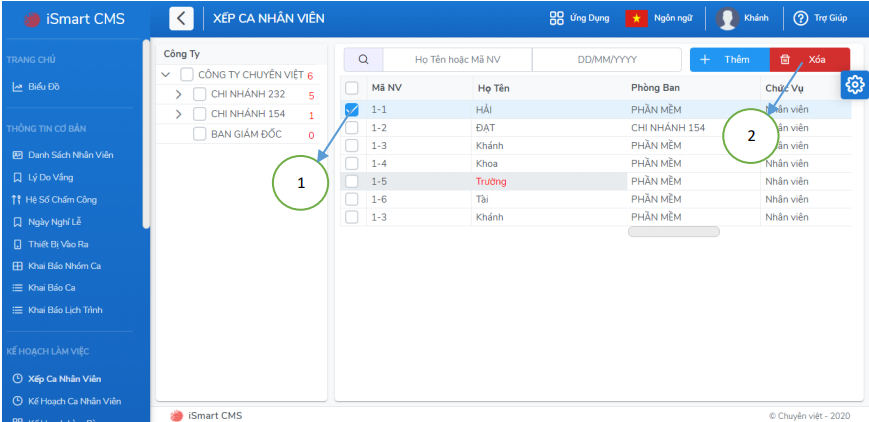 iSmart CMS
XẾP CA NHÂN VIÊN
Ứng Dụng
Ngôn ngữ
Khánh
Trợ Giúp
TRANG CHỦ
Biểu Đồ
THÔNG TIN CƠ BẢN
Danh Sách Nhân Viên
Lý Do Vắng
Hệ Số Chấm Công
Ngày Nghỉ Lễ
Thiết Bị Vào Ra
Khai Báo Nhóm Ca
Khai Báo Ca
Khai Báo Lịch Trình
KẾ HOẠCH LÀM VIỆC
Xếp Ca Nhân Viên
Kế Hoạch Ca Nhân Viên
Công Ty
CÔNG TY CHUYÊN VIỆT 6
CHI NHÁNH 232 5
CHI NHÁNH 154 1
BAN GIÁM ĐỐC 0
Họ Tên hoặc Mã NV DD/MM/YYYY Thêm Xóa
Mã NV Họ Tên Phòng Ban Chức Vụ
1-1 HẢI PHẦN MỀM Nhân viên
1-2 ĐẠT CHI NHÁNH 154 viên
1-3 Khánh PHẦN MỀM viên
1-4 Khoa PHẦN MỀM Nhân viên
1-5 Trường PHẦN MỀM Nhân viên
1-6 Tài PHẦN MỀM Nhân viên
1-3 Khánh PHẦN MỀM Nhân viên
1
2
iSmart CMS
© Chuyên việt - 2020